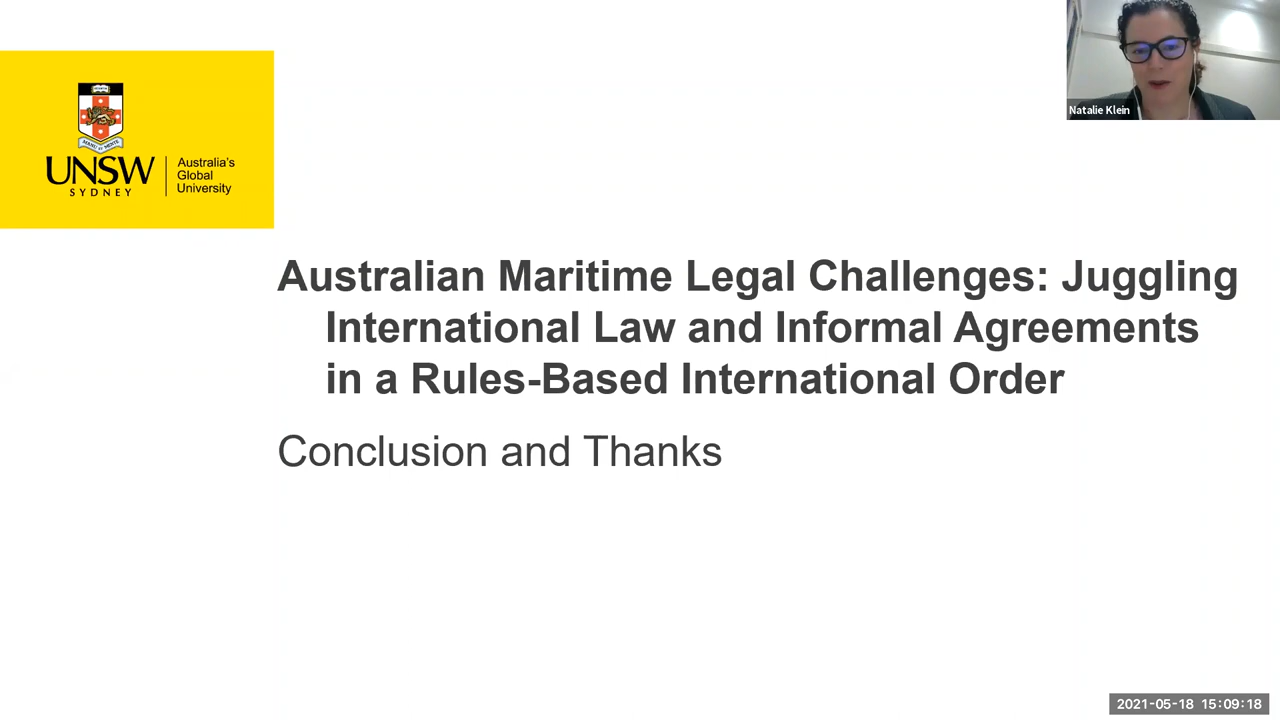 UNSW
SYDNEY
Australia's
Global
University
Natalie Klein
Australian Maritime Legal Challenges: Juggling
International Law and Informal Agreements
in a Rules-Based International Order
Conclusion and Thanks
2021-05-18 15:09:18